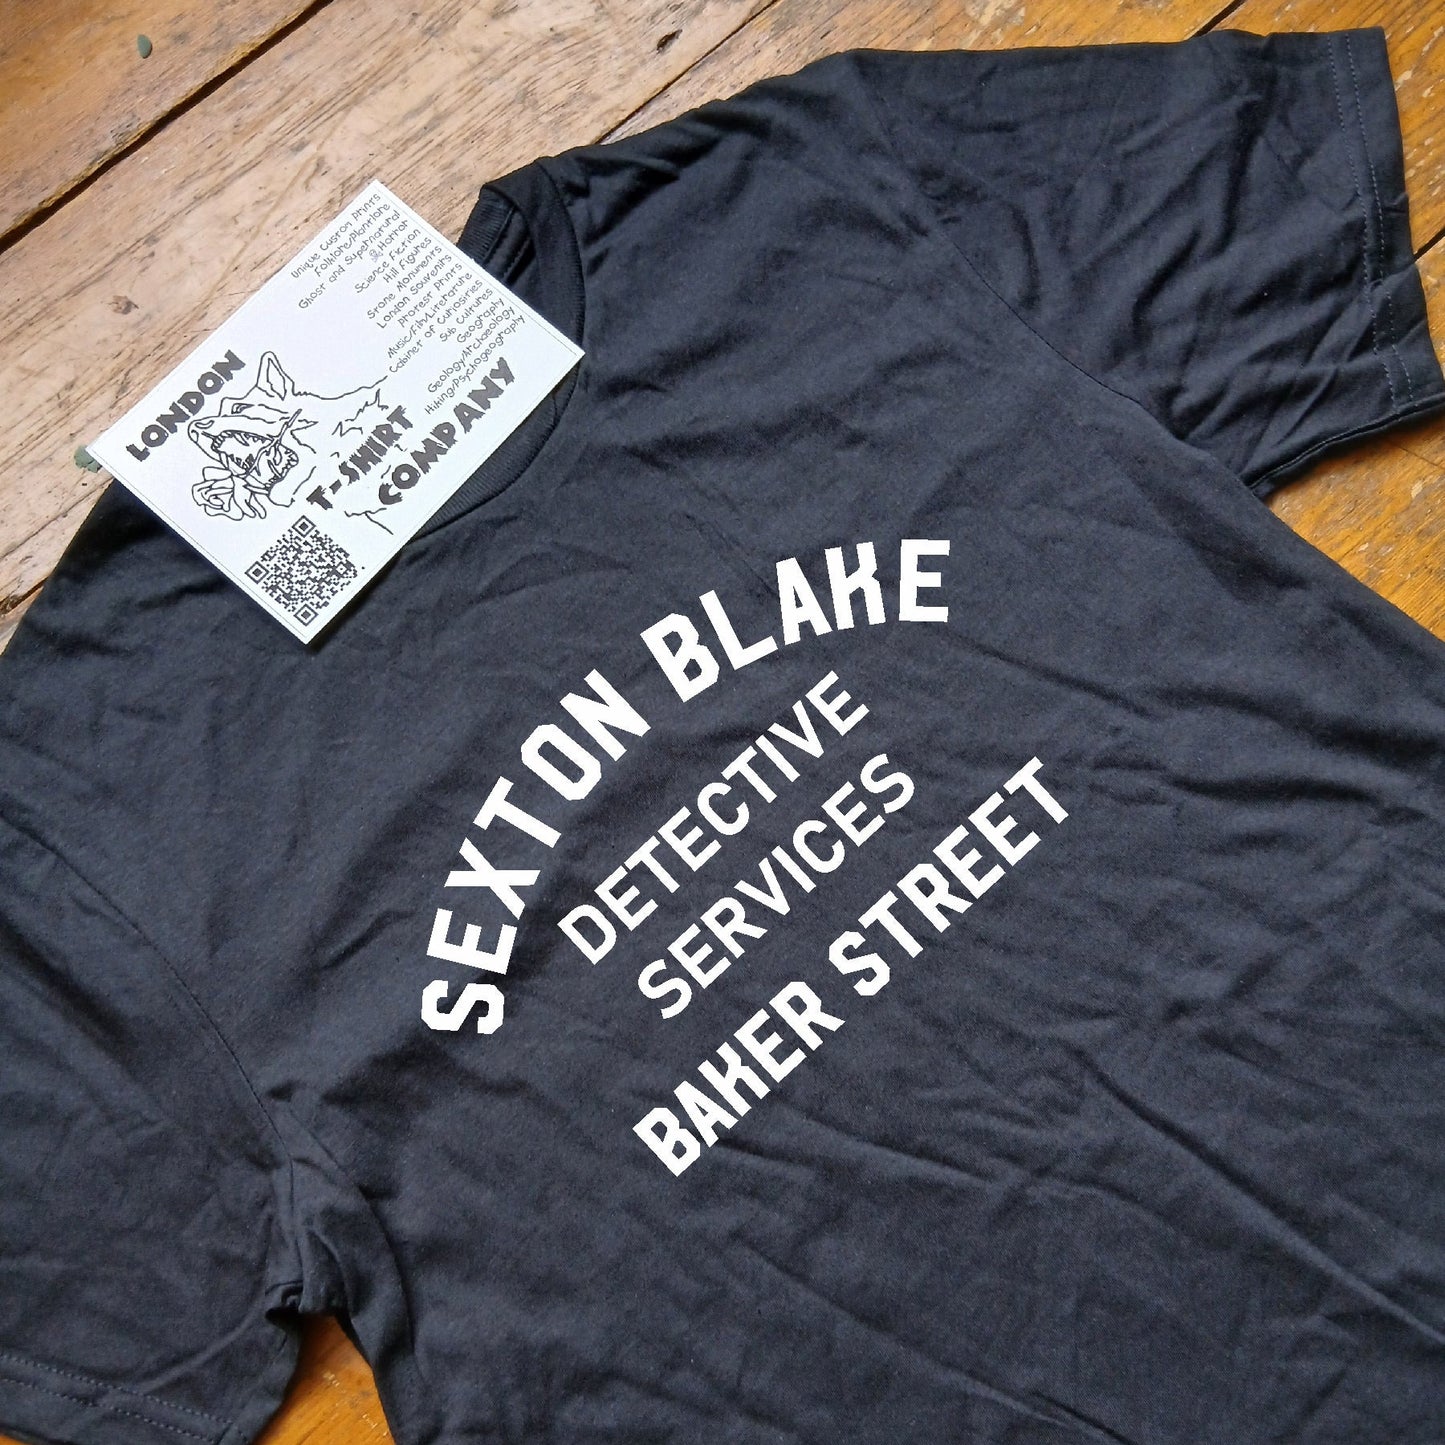 Unique Custom Prints
Folklore/Plantlore
Ghost and Supernatural
& Horror
Science Fiction
Hill Figures
Stone Monuments
London Souvenirs
Protest Prints
Music/Film/Literature
Cabinet of Curiosities
Sub Cultrutes
Geography
Geology/Archaeology
Hiking/Psychogeography
LONDON
T-SHIRT
COMPANY
SEXTON BLAKE
DETECTIVE
SERVICES
BAKER STREET